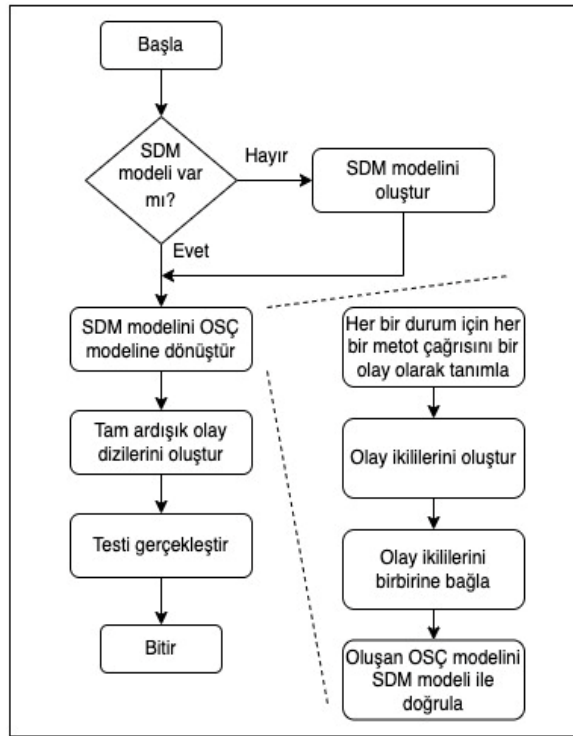 Başla
SDM
modeli var
mı?
Hayır
SDM modelini
oluştur
Evet
SDM modelini OSÇ
modeline dönüştür
Tam ardışık olay
dizilerini oluştur
Testi gerçekleştir
Bitir
Her bir durum için her
bir metot çağrısını bir
olay olarak tanımla
Olay ikililerini oluştur
Olay ikililerini
birbirine bağla
Oluşan OSÇ modelini
SDM modeli ile
doğrula